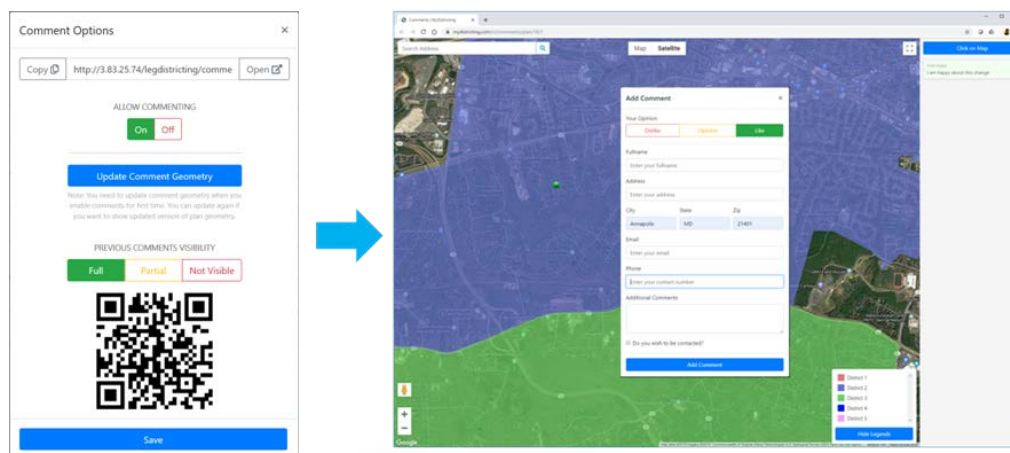 Comment Options
×
Copy
http://3.83.25.74/legdistricting/comme
Open
ALLOW COMMENTING
On
Off
Update Comment Geometry
Note: You need to update comment geometry when you
enable comments for first time. You can update again if
you want to show updated version of plan geometry.
PREVIOUS COMMENTS VISIBILITY
Full
Partial
Not Visible
Save
Search Address
Map
Satellite
Click on Map
I am happy about this change
Add Comment
×
Your Opinion
Dislike
Opinion
Like
Fullname
Enter your fullname
Address
Enter your address
City
State
Zip
Annapolis
MD
21401
Email
Enter your email
Phone
Enter your contact number
Additional Comments
Do you wish to be contacted?
Add Comment
District 1
District 2
District 3
District 4
District 5
Hide Legends
Google